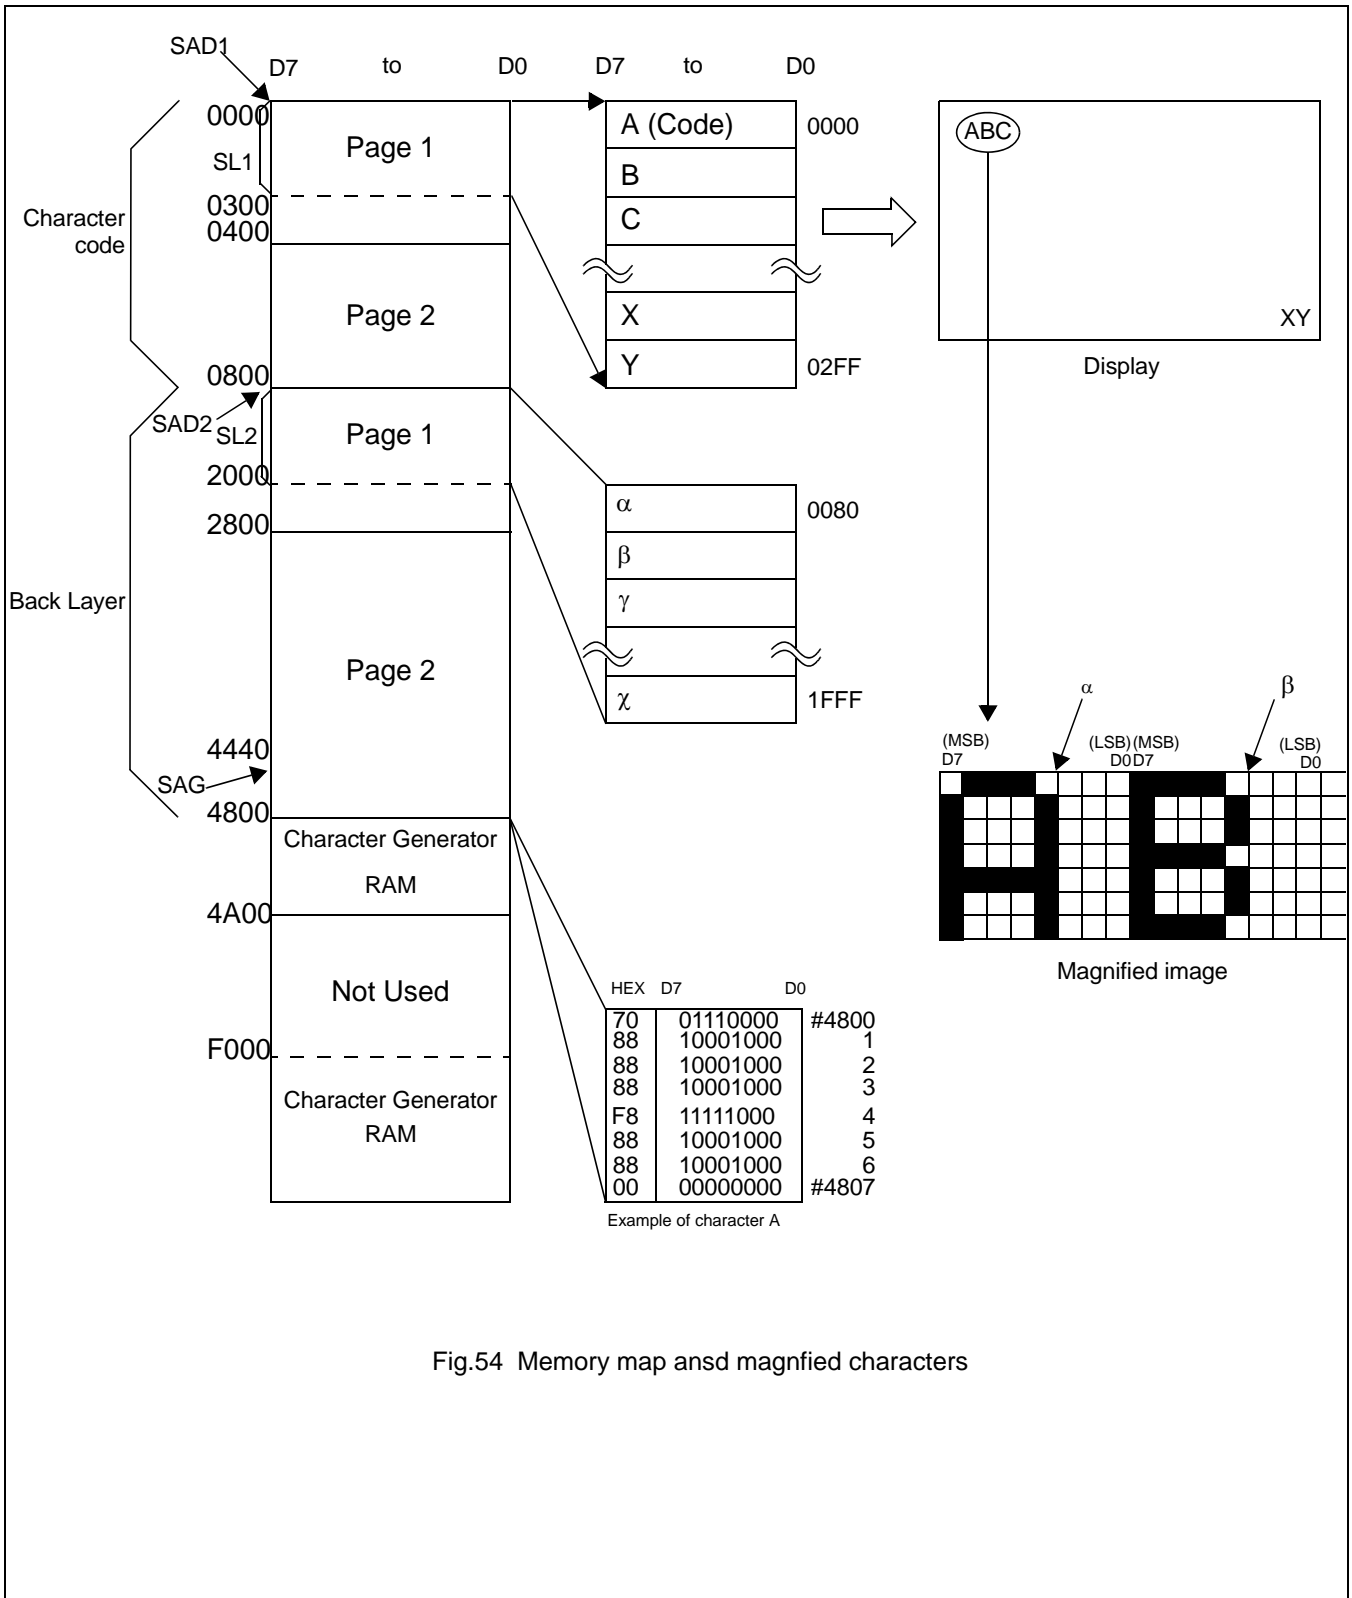 SAD1
D7 to D0 D7 to D0
0000
Page 1
SL1
0300
0400
Character
code
Page 2
0800
SAD2
SL2
Page 1
2000
2800
Back Layer
Page 2
4440
SAG
4800
Character Generator
RAM
4A00
Not Used
F000
Character Generator
RAM
A (Code) 0000
B
C
X
Y 02FF
α 0080
β
γ
χ 1FFF
ABC
XY
Display
α β
(MSB) (LSB) (MSB) (LSB)
D7 D0 D7 D0
Magnified image
HEX D7 D0
70 01110000 #4800
88 10001000 1
88 10001000 2
88 10001000 3
F8 11111000 4
88 10001000 5
88 10001000 6
00 00000000 #4807
Example of character A
Fig.54 Memory map ansd magnfied characters